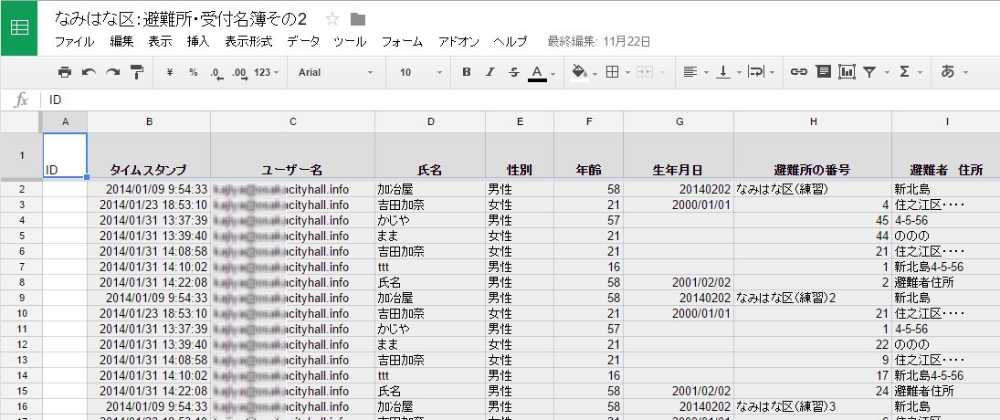 なみはな区：避難所・受付名簿その2
ファイル 編集 表示 挿入 表示形式 データ ツール フォーム アドオン ヘルプ 最終編集: 11月22日
¥ % .0 .00 123 Arial 10 B I S A Σ あ
fx ID
A B C D E F G H I
1 ID タイムスタンプ ユーザー名 氏名 性別 年齢 生年月日 避難所の番号 避難者　住所
2 2014/01/09 9:54:33 cityhall.info 加冶屋 男性 58 20140202 なみはな区（練習） 新北島
3 2014/01/23 18:53:10 cityhall.info 吉田加奈 女性 21 2000/01/01 4 住之江区・・・・
4 2014/01/31 13:37:39 cityhall.info かじや 男性 57 45 4-5-56
5 2014/01/31 13:39:40 cityhall.info まま 女性 21 44 ののの
6 2014/01/31 14:08:58 cityhall.info 吉田加奈 女性 21 21 住之江区・・・・
7 2014/01/31 14:10:02 cityhall.info ttt 男性 16 1 新北島4-5-56
8 2014/01/31 14:22:08 cityhall.info 氏名 男性 58 2001/02/02 2 避難者住所
9 2014/01/09 9:54:33 cityhall.info 加冶屋 男性 58 20140202 なみはな区（練習）2 新北島
10 2014/01/23 18:53:10 cityhall.info 吉田加奈 女性 21 2000/01/01 21 住之江区・・・・
11 2014/01/31 13:37:39 cityhall.info かじや 男性 57 1 4-5-56
12 2014/01/31 13:39:40 cityhall.info まま 女性 21 22 ののの
13 2014/01/31 14:08:58 cityhall.info 吉田加奈 女性 21 9 住之江区・・・・
14 2014/01/31 14:10:02 cityhall.info ttt 男性 16 17 新北島4-5-56
15 2014/01/31 14:22:08 cityhall.info 氏名 男性 58 2001/02/02 24 避難者住所
16 2014/01/09 9:54:33 cityhall.info 加冶屋 男性 58 20140202 なみはな区（練習）3 新北島